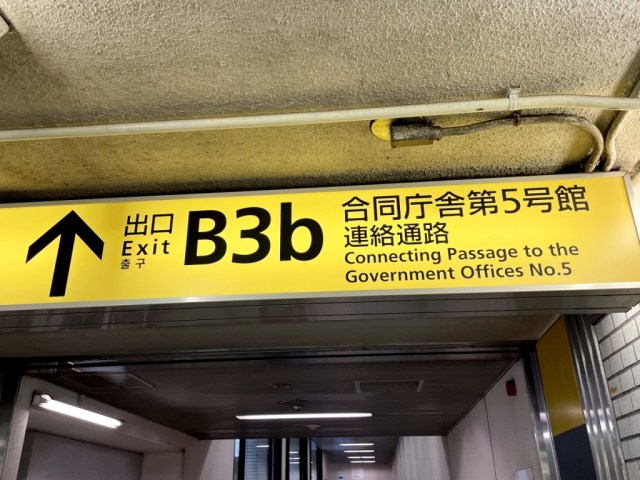 出口
Exit
출구
B3b
合同庁舎第5号館
連絡通路
Connecting Passage to the
Government Offices No.5